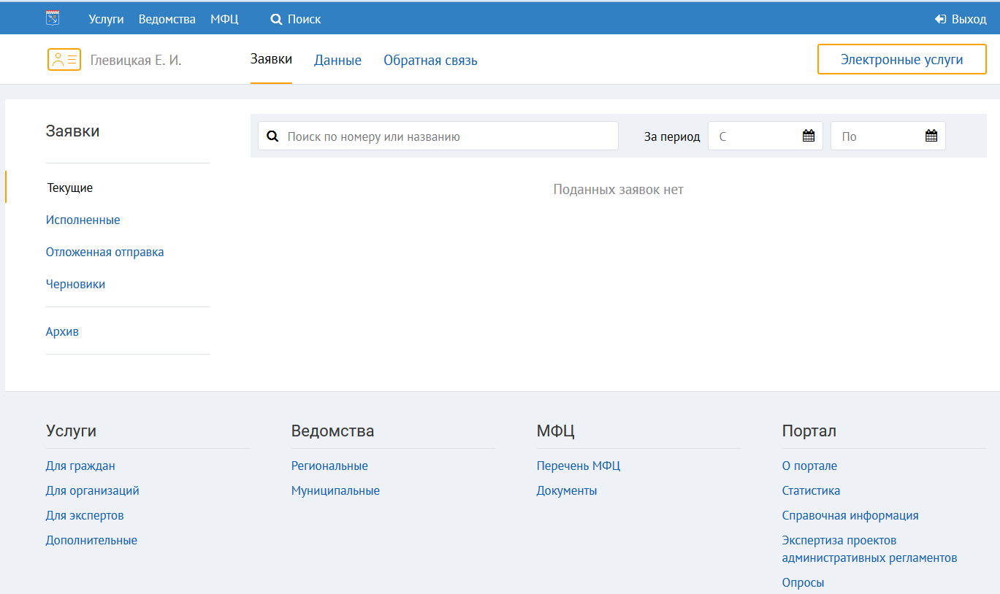 Услуги Ведомства МФЦ Поиск Выход
Глевицкая Е. И. Заявки Данные Обратная связь Электронные услуги
Заявки
Поиск по номеру или названию За период С По
Поданных заявок нет
Текущие
Исполненные
Отложенная отправка
Черновики
Архив
Услуги
Для граждан
Для организаций
Для экспертов
Дополнительные
Ведомства
Региональные
Муниципальные
МФЦ
Перечень МФЦ
Документы
Портал
О портале
Статистика
Справочная информация
Экспертиза проектов
административных регламентов
Опросы